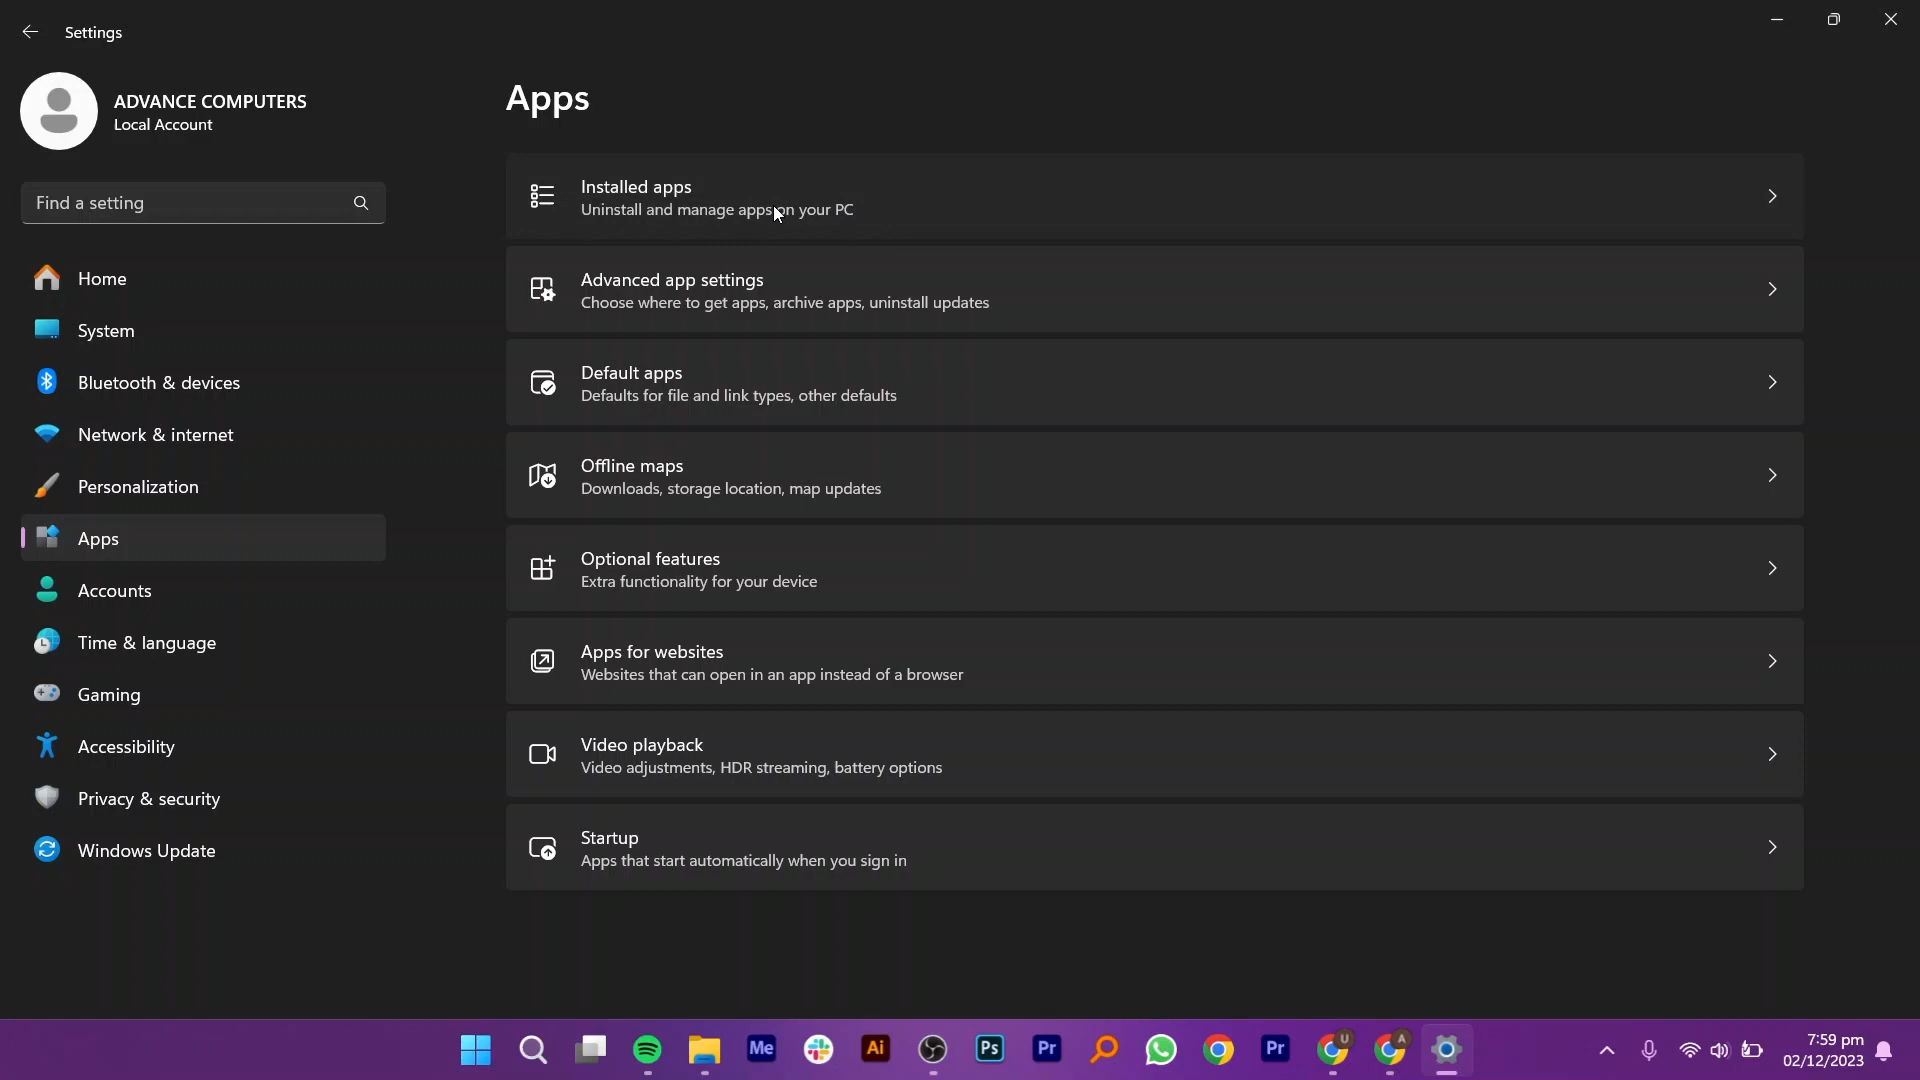 Settings
ADVANCE COMPUTERS
Local Account
Find a setting
Home
System
Bluetooth & devices
Network & internet
Personalization
Apps
Accounts
Time & language
Gaming
Accessibility
Privacy & security
Windows Update
Apps
Installed apps
Uninstall and manage apps on your PC
Advanced app settings
Choose where to get apps, archive apps, uninstall updates
Default apps
Defaults for file and link types, other defaults
Offline maps
Downloads, storage location, map updates
Optional features
Extra functionality for your device
Apps for websites
Websites that can open in an app instead of a browser
Video playback
Video adjustments, HDR streaming, battery options
Startup
Apps that start automatically when you sign in
Me Ai Ps Pr Pr U A
7:59 pm
02/12/2023